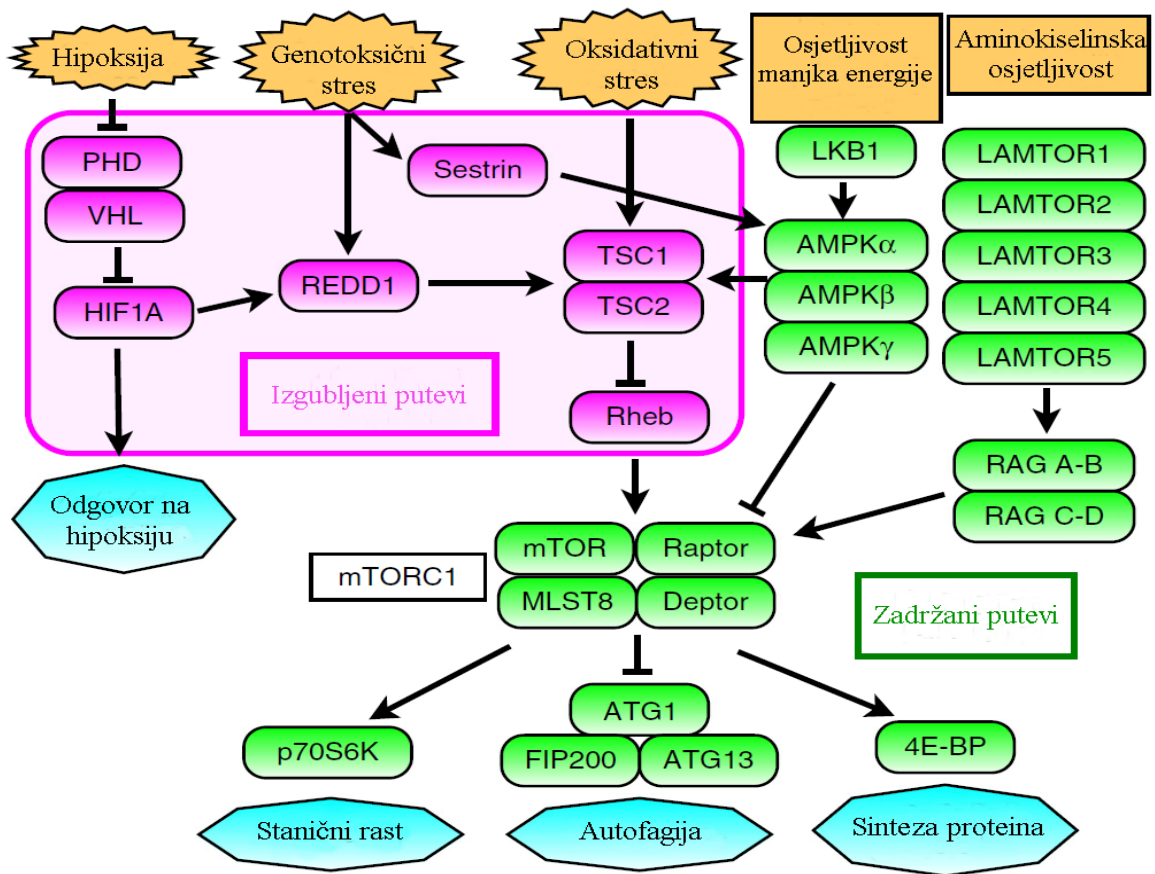 Hipoksija
Genotoksični
stres
Oksidativni
stres
Osjetljivost
manjka energije
Aminokiselinska
osjetljivost
PHD
VHL
HIF1A
Sestrin
REDD1
TSC1
TSC2
Rheb
Izgubljeni putevi
LKB1
AMPKα
AMPKβ
AMPKγ
LAMTOR1
LAMTOR2
LAMTOR3
LAMTOR4
LAMTOR5
RAG A-B
RAG C-D
Odgovor na
hipoksiju
mTORC1
mTOR
Raptor
MLST8
Deptor
Zadržani putevi
p70S6K
ATG1
FIP200
ATG13
4E-BP
Stanični rast
Autofagija
Sinteza proteina